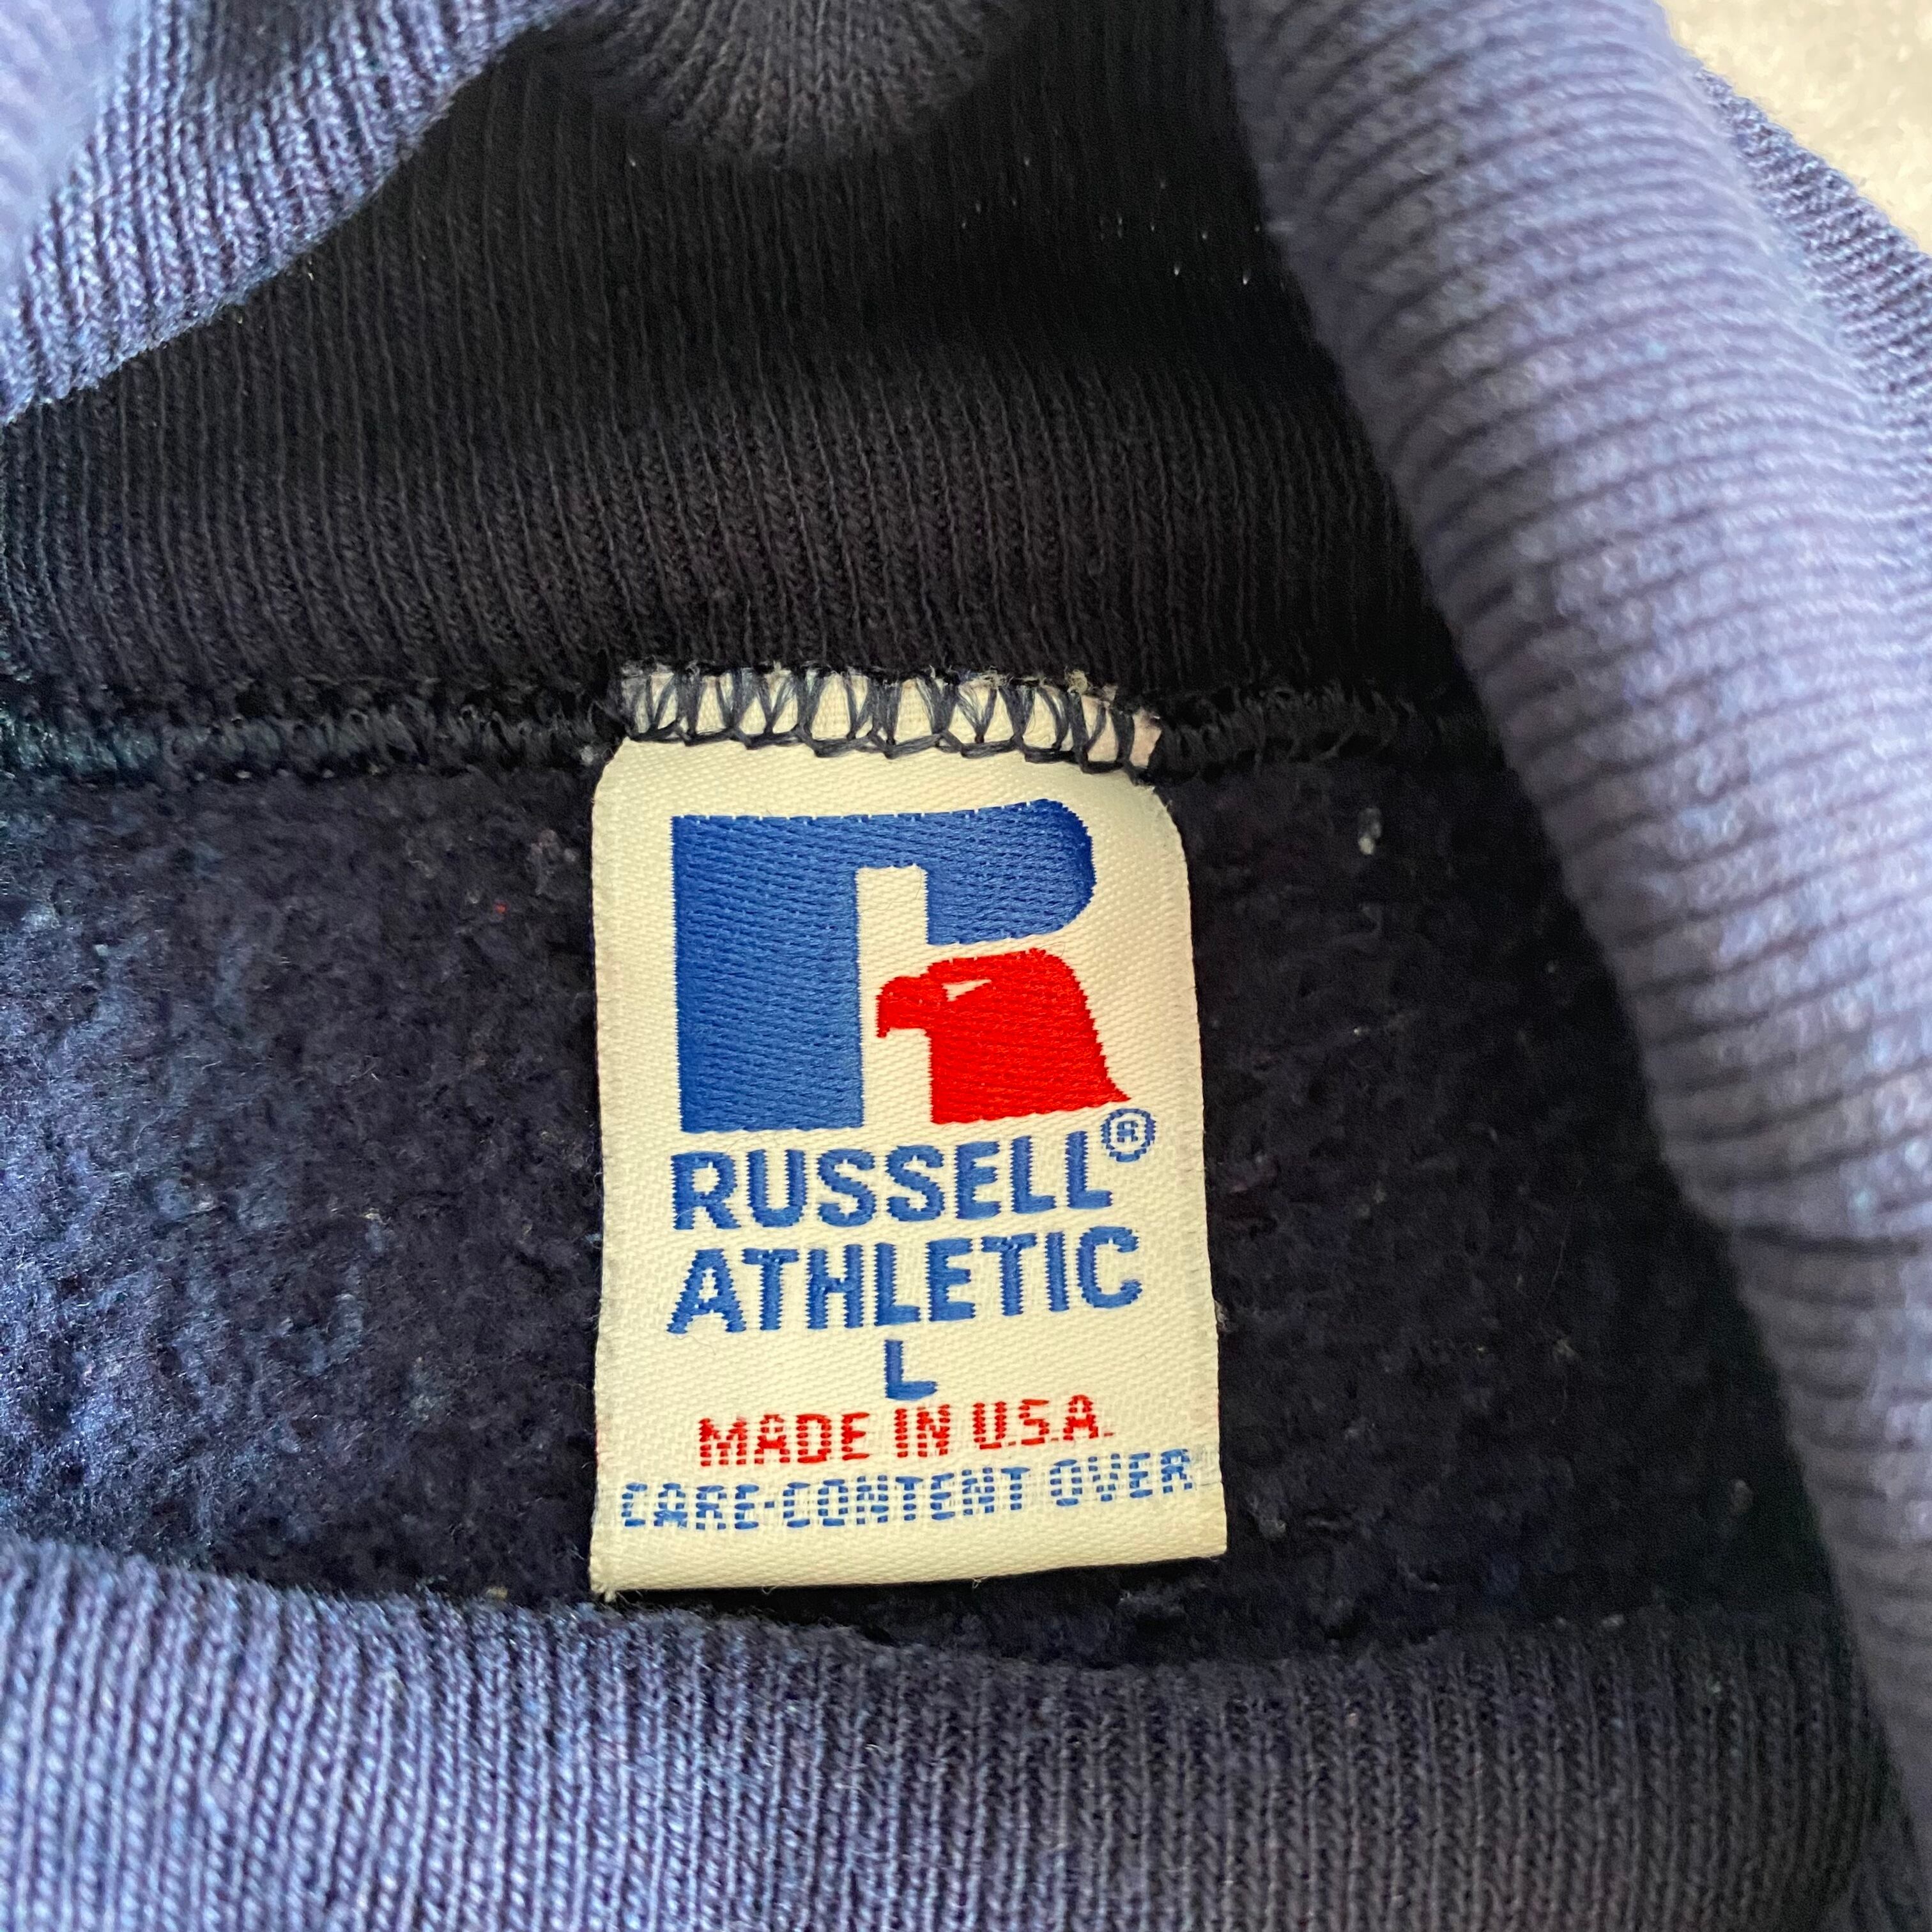 R
RUSSELL®
ATHLETIC
L
MADE IN U.S.A.
CARE-CONTENT OVER